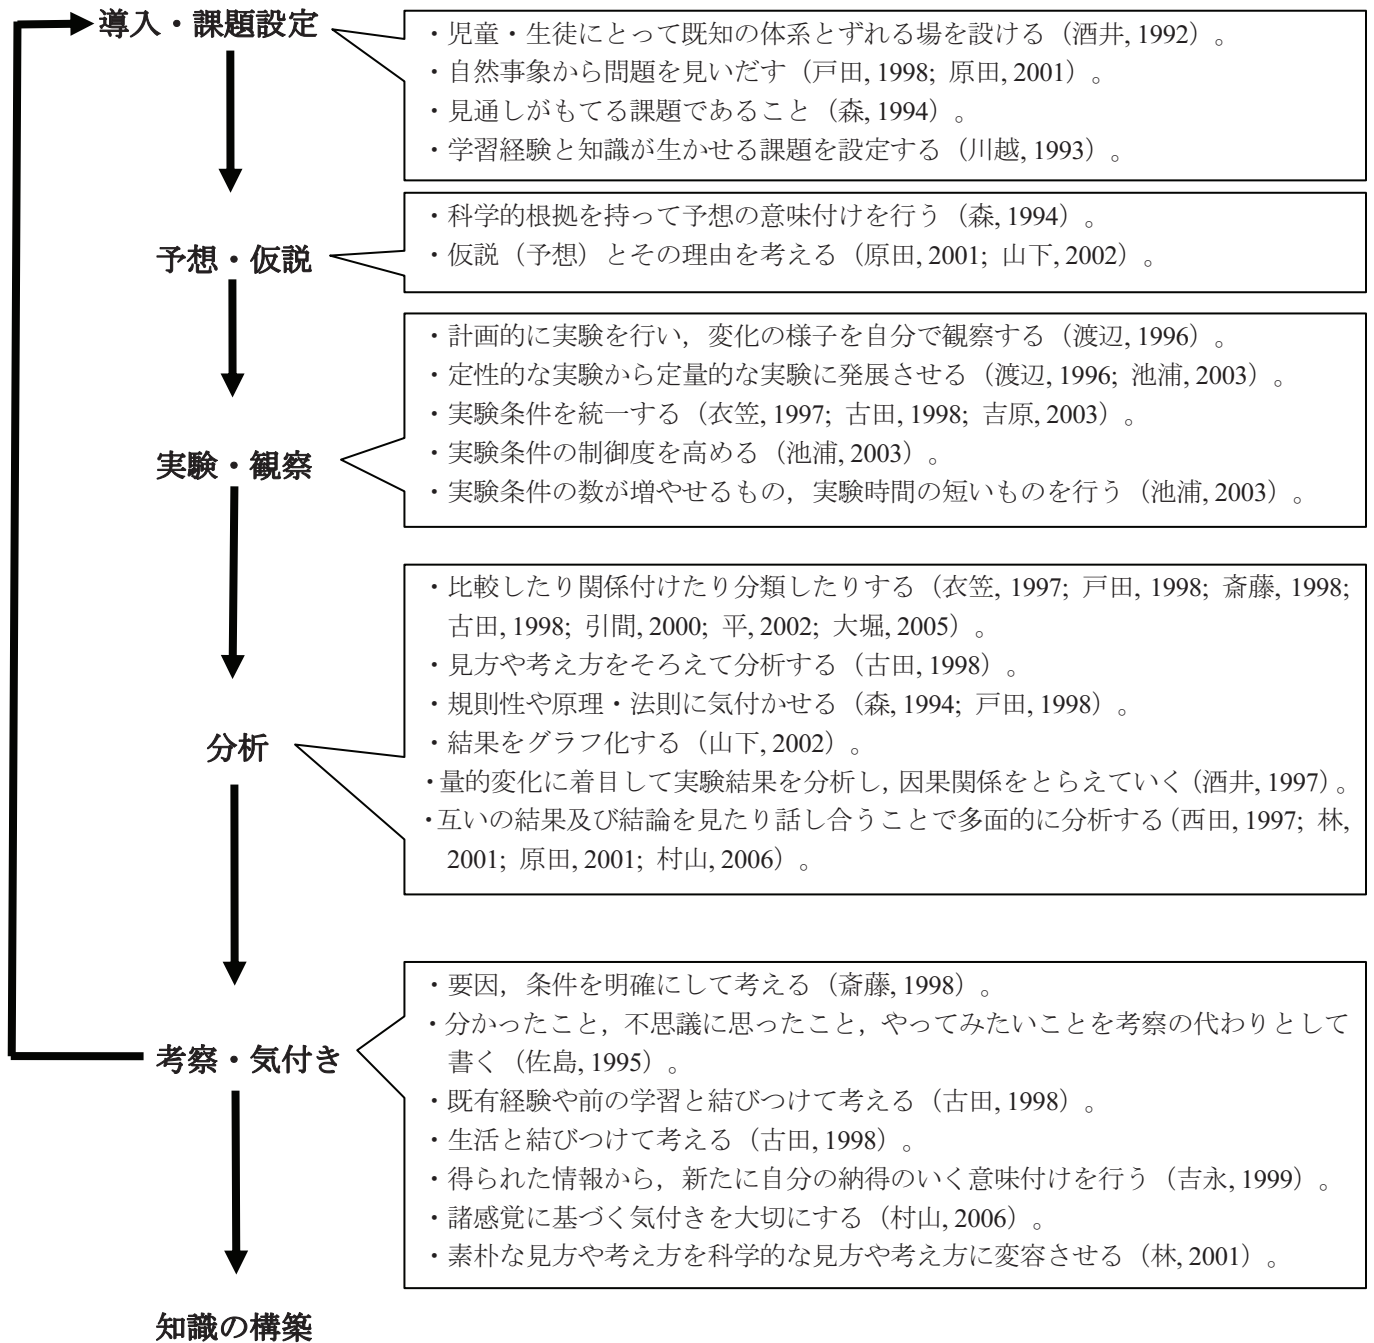 導入・課題設定
・児童・生徒にとって既知の体系とずれる場を設ける（酒井, 1992）。
・自然事象から問題を見いだす（戸田, 1998; 原田, 2001）。
・見通しがもてる課題であること（森, 1994）。
・学習経験と知識が生かせる課題を設定する（川越, 1993）。
予想・仮説
・科学的根拠を持って予想の意味付けを行う（森, 1994）。
・仮説（予想）とその理由を考える（原田, 2001; 山下, 2002）。
実験・観察
・計画的に実験を行い，変化の様子を自分で観察する（渡辺, 1996）。
・定性的な実験から定量的な実験に発展させる（渡辺, 1996; 池浦, 2003）。
・実験条件を統一する（衣笠, 1997; 古田, 1998; 吉原, 2003）。
・実験条件の制御度を高める（池浦, 2003）。
・実験条件の数が増やせるもの，実験時間の短いものを行う（池浦, 2003）。
分析
・比較したり関係付けたり分類したりする（衣笠, 1997; 戸田, 1998; 斎藤, 1998;
古田, 1998; 引間, 2000; 平, 2002; 大堀, 2005）。
・見方や考え方をそろえて分析する（古田, 1998）。
・規則性や原理・法則に気付かせる（森, 1994; 戸田, 1998）。
・結果をグラフ化する（山下, 2002）。
・量的変化に着目して実験結果を分析し，因果関係をとらえていく（酒井, 1997）。
・互いの結果及び結論を見たり話し合うことで多面的に分析する（西田, 1997; 林,
2001; 原田, 2001; 村山, 2006）。
考察・気付き
・要因，条件を明確にして考える（斎藤, 1998）。
・分かったこと，不思議に思ったこと，やってみたいことを考察の代わりとして
書く（佐島, 1995）。
・既有経験や前の学習と結びつけて考える（古田, 1998）。
・生活と結びつけて考える（古田, 1998）。
・得られた情報から，新たに自分の納得のいく意味付けを行う（吉永, 1999）。
・諸感覚に基づく気付きを大切にする（村山, 2006）。
・素朴な見方や考え方を科学的な見方や考え方に変容させる（林, 2001）。
知識の構築